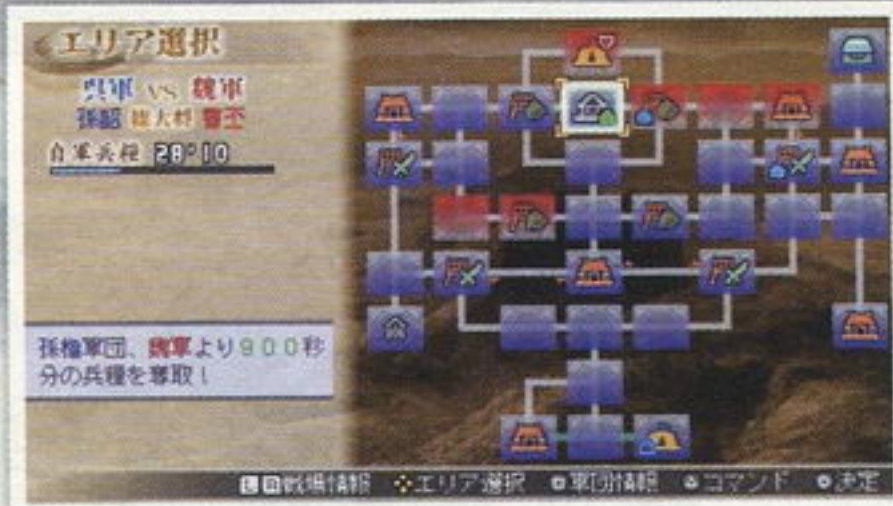 エリア選択
呉軍 VS 魏軍
孫韶 総大将 曹丕
自軍兵糧 28'10
孫権軍団、魏軍より900秒
分の兵糧を奪取！
L R戦場情報 エリア選択 軍団情報 コマンド 決定